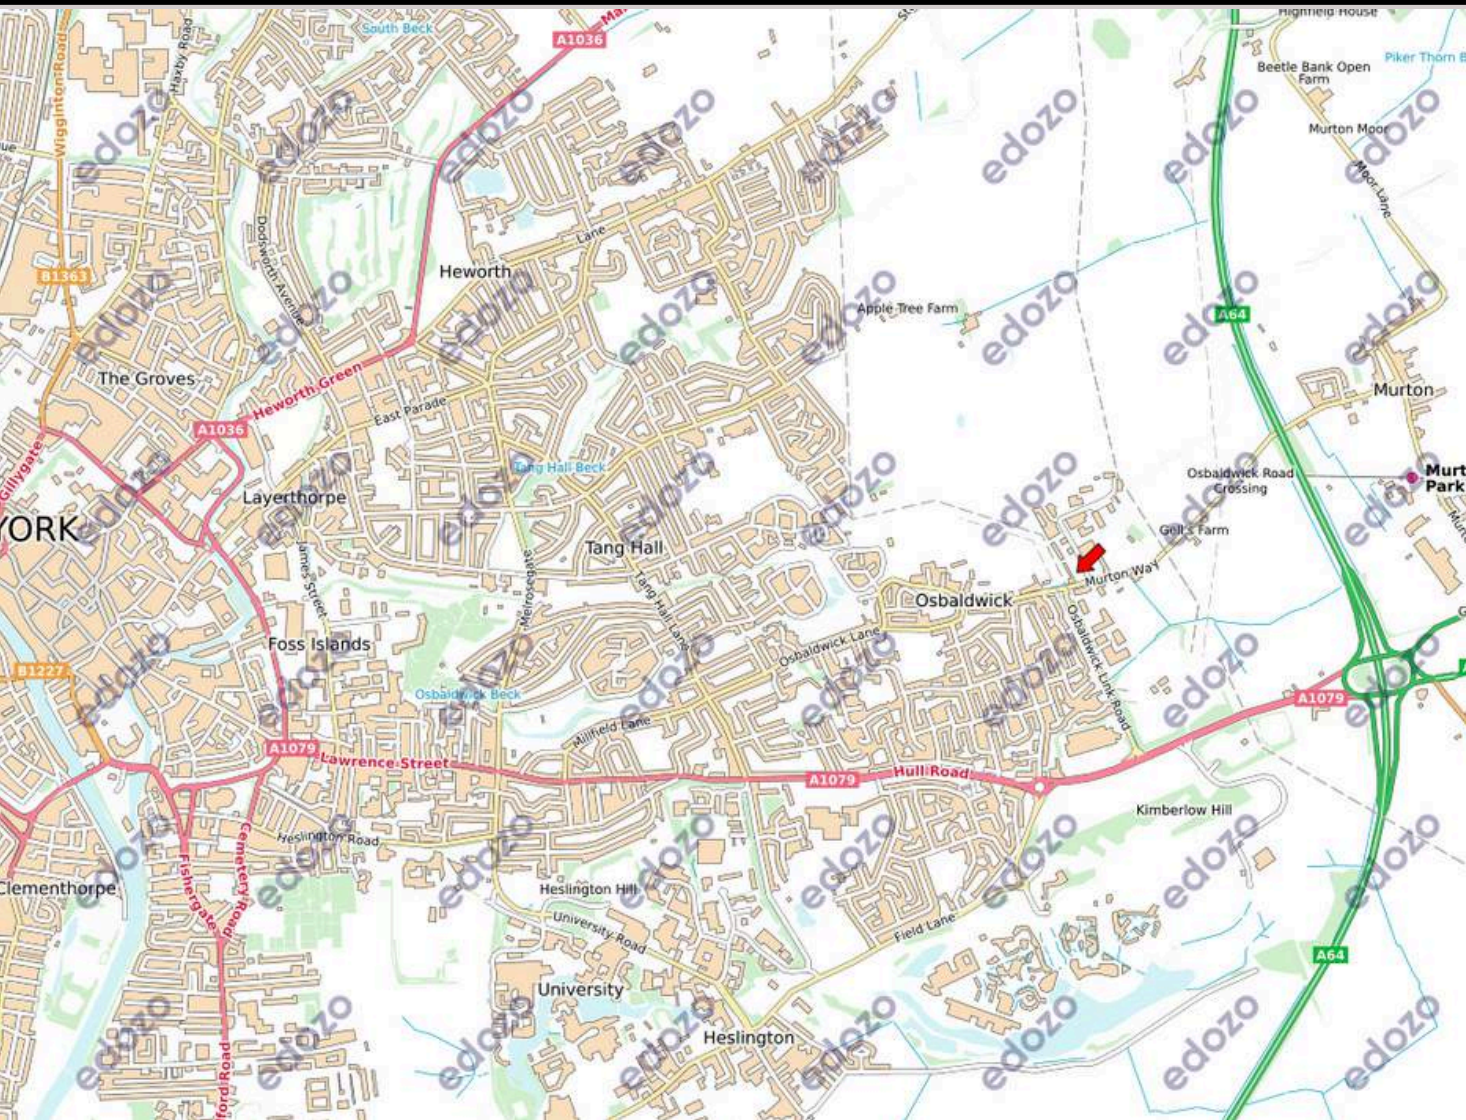 Highfield House
South Beck
A1036
Haxby Road
Wigginton Road
Beetle Bank Open
Farm
Piker Thorn
Murton Moor
Moor Lane
Dodsworth Avenue
Lane
Heworth
B1363
Apple Tree Farm
A64
The Groves
Heworth Green
East Parade
Murton
A1036
Gillygate
Tang Hall Beck
Osbaldwick Road
Crossing
Murt
Park
Layerthorpe
YORK
Gell's Farm
James Street
Tang Hall
Melrosegate
Tang Hall Lane
Murton Way
Osbaldwick
Osbaldwick Lane
Osbaldwick Link Road
Foss Islands
B1227
Osbaldwick Beck
A1079
Millfield Lane
A1079
Lawrence Street
A1079
Hull Road
Kimberlow Hill
Heslington Road
Cemetery Road
Fishergate
Clementhorpe
Heslington Hill
University Road
Field Lane
A64
University
Heslington
ford Road
edozo